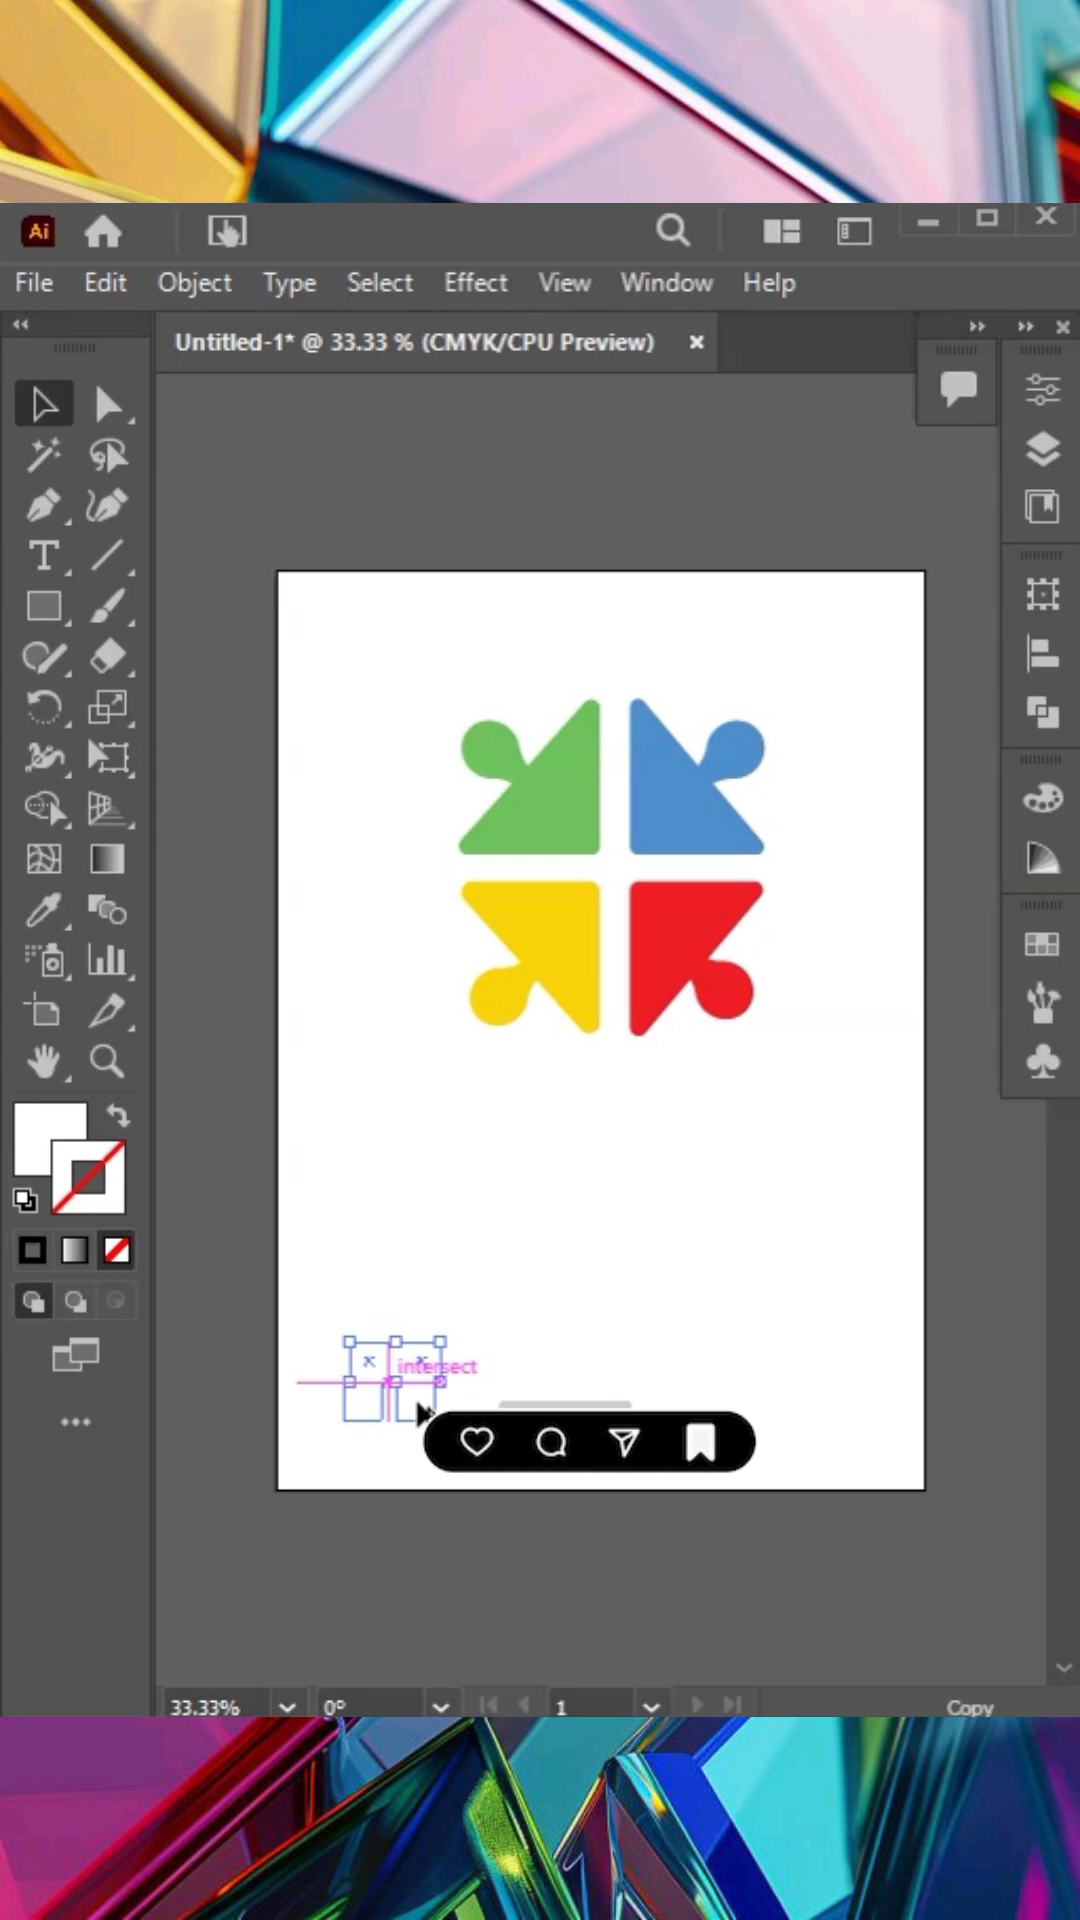 Ai
File Edit Object Type Select Effect View Window Help
Untitled-1* @ 33.33 % (CMYK/CPU Preview) ×
T
intersect
33.33% 0° 1 Copy